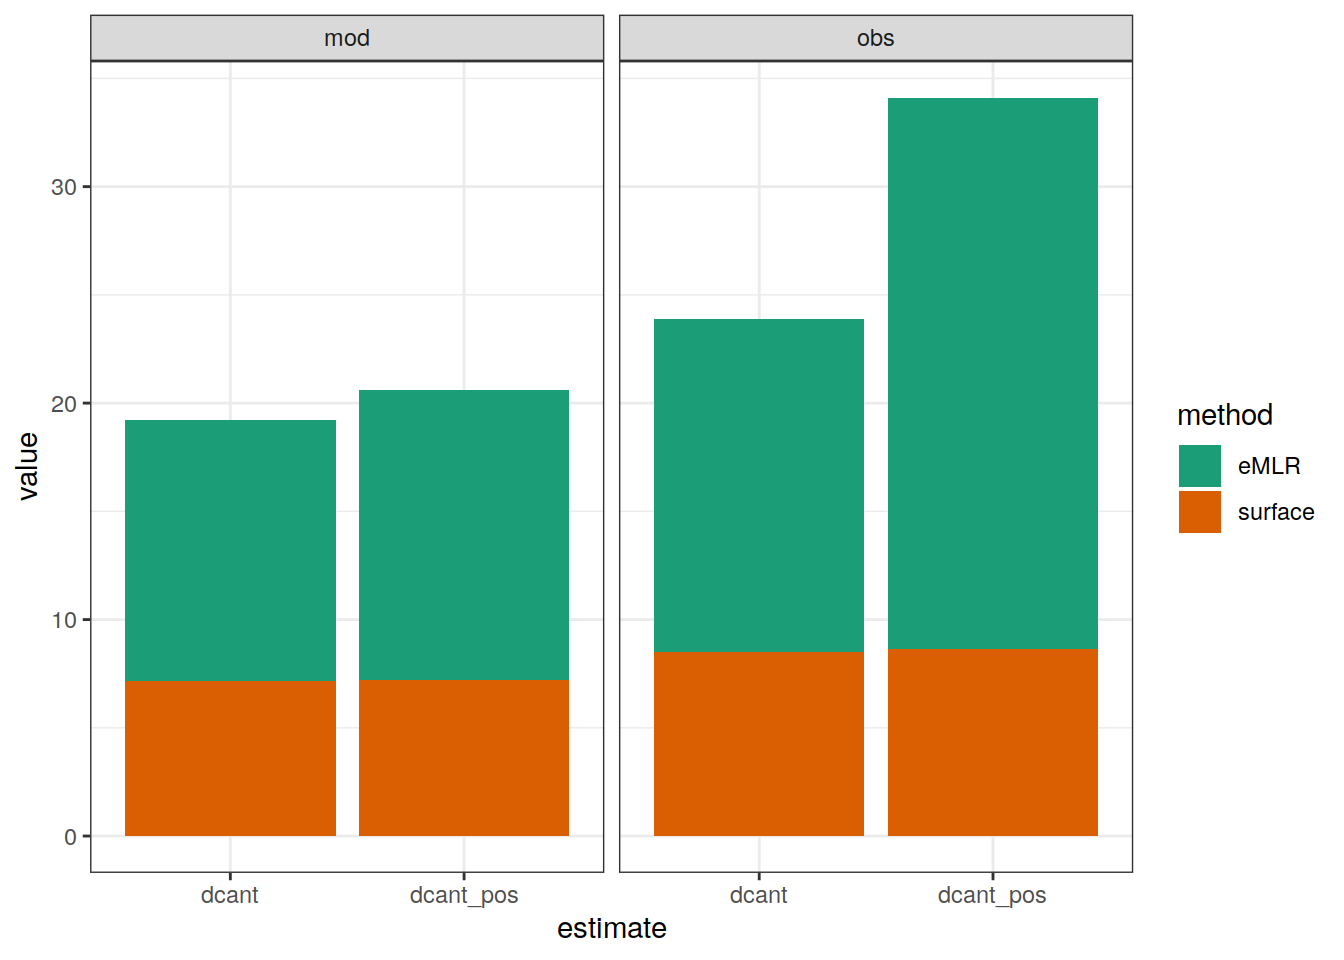 mod
obs
value
30
20
10
0
dcant
dcant_pos
dcant
dcant_pos
estimate
method
eMLR
surface